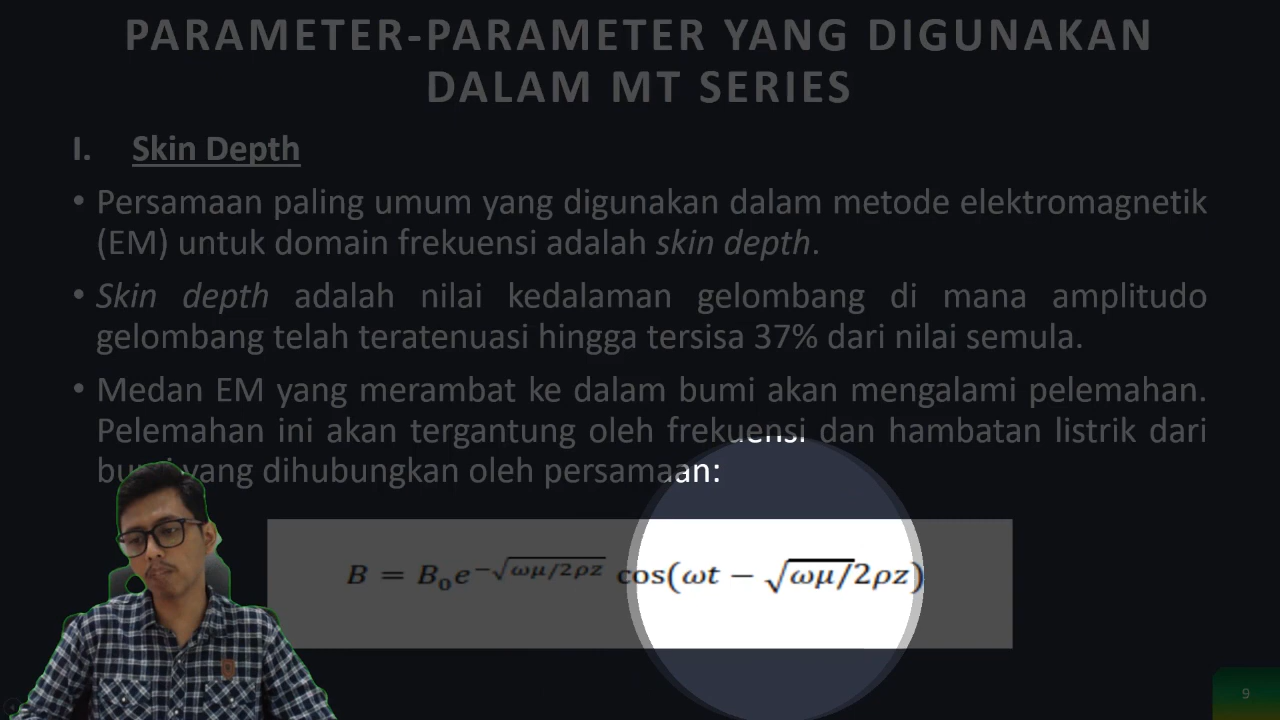 PARAMETER-PARAMETER YANG DIGUNAKAN
DALAM MT SERIES
I. Skin Depth
• Persamaan paling umum yang digunakan dalam metode elektromagnetik
(EM) untuk domain frekuensi adalah skin depth.
• Skin depth adalah nilai kedalaman gelombang di mana amplitudo
gelombang telah teratenuasi hingga tersisa 37% dari nilai semula.
• Medan EM yang merambat ke dalam bumi akan mengalami pelemahan.
Pelemahan ini akan tergantung oleh frekuensi dan hambatan listrik dari
bumi yang dihubungkan oleh persamaan:
B = B₀e^(−√ωμ/2ρz) cos(ωt − √ωμ/2ρz)
9